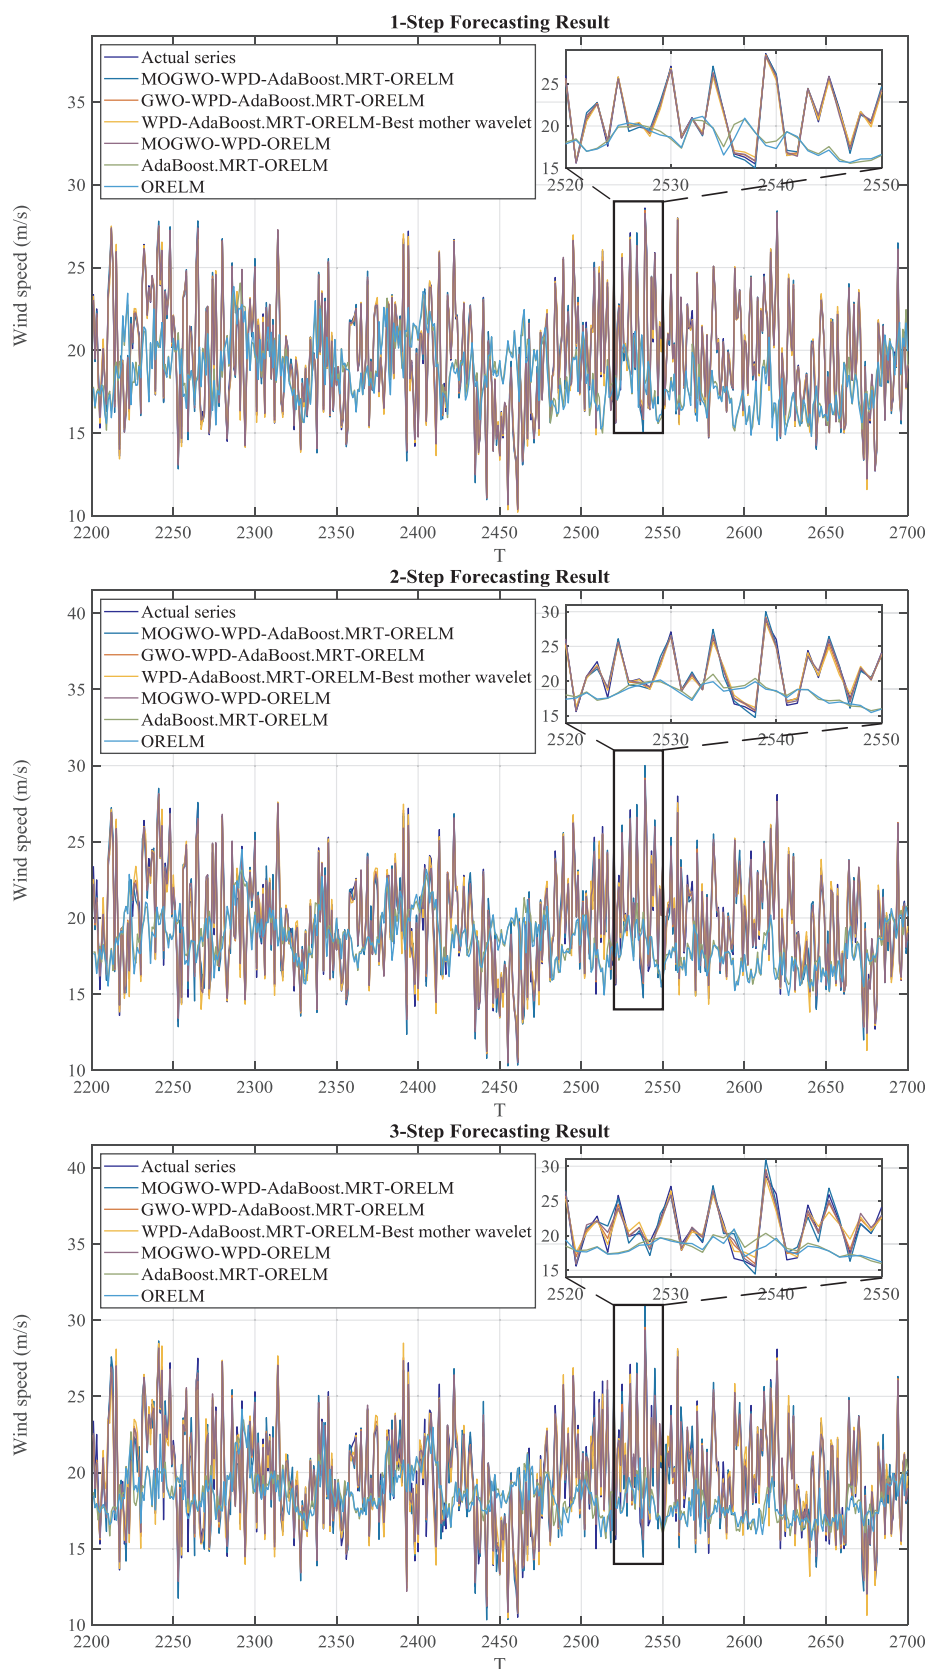 1-Step Forecasting Result
Actual series
MOGWO-WPD-AdaBoost.MRT-ORELM
GWO-WPD-AdaBoost.MRT-ORELM
WPD-AdaBoost.MRT-ORELM-Best mother wavelet
MOGWO-WPD-ORELM
AdaBoost.MRT-ORELM
ORELM
25
20
15
2520 2530 2540 2550
35
30
25
20
15
10
Wind speed (m/s)
2200 2250 2300 2350 2400 2450 2500 2550 2600 2650 2700
T
2-Step Forecasting Result
Actual series
MOGWO-WPD-AdaBoost.MRT-ORELM
GWO-WPD-AdaBoost.MRT-ORELM
WPD-AdaBoost.MRT-ORELM-Best mother wavelet
MOGWO-WPD-ORELM
AdaBoost.MRT-ORELM
ORELM
30
25
20
15
2520 2530 2540 2550
40
35
30
25
20
15
10
Wind speed (m/s)
2200 2250 2300 2350 2400 2450 2500 2550 2600 2650 2700
T
3-Step Forecasting Result
Actual series
MOGWO-WPD-AdaBoost.MRT-ORELM
GWO-WPD-AdaBoost.MRT-ORELM
WPD-AdaBoost.MRT-ORELM-Best mother wavelet
MOGWO-WPD-ORELM
AdaBoost.MRT-ORELM
ORELM
30
25
20
15
2520 2530 2540 2550
40
35
30
25
20
15
10
Wind speed (m/s)
2200 2250 2300 2350 2400 2450 2500 2550 2600 2650 2700
T